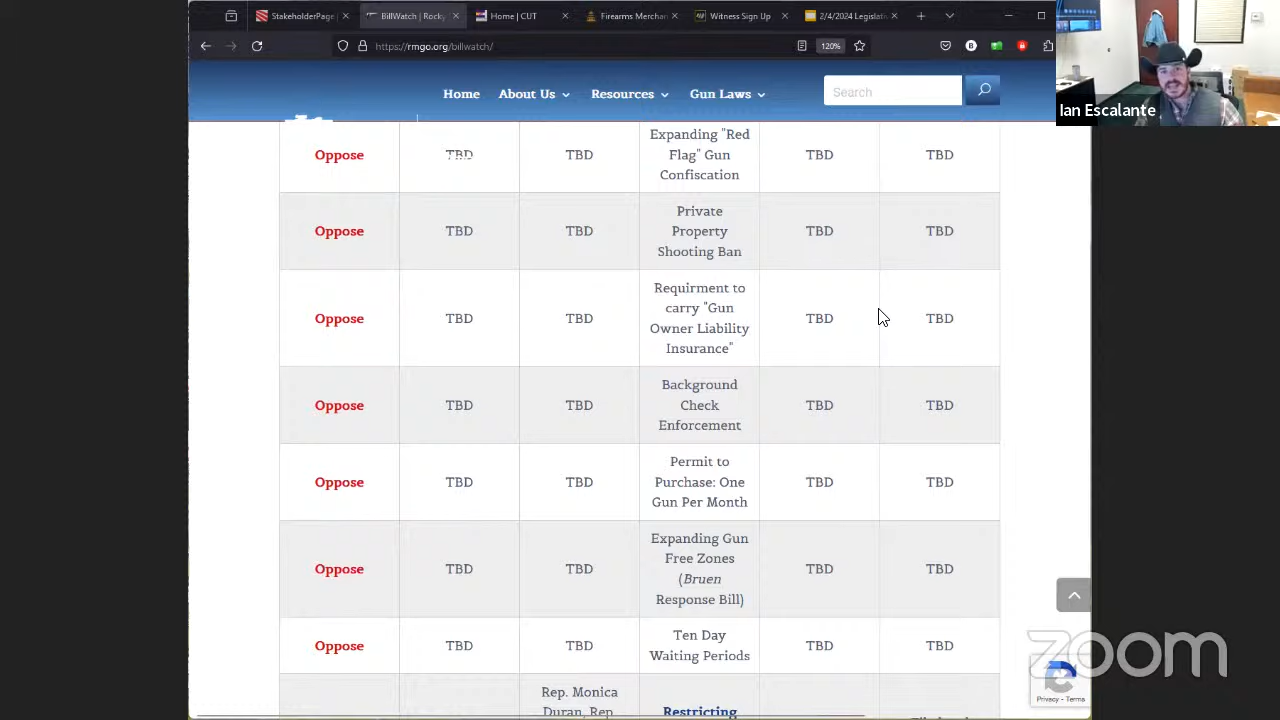 StakeholderPage
BillWatch | Rocky
Home | CUT
Firearms Merchan
Witness Sign Up
2/4/2024 Legislati
https://rmgo.org/billwatch/
120%
Ian Escalante
Home
About Us
Resources
Gun Laws
Search
Oppose
TBD
TBD
Expanding "Red
Flag" Gun
Confiscation
TBD
TBD
Oppose
TBD
TBD
Private
Property
Shooting Ban
TBD
TBD
Oppose
TBD
TBD
Requirment to
carry "Gun
Owner Liability
Insurance"
TBD
TBD
Oppose
TBD
TBD
Background
Check
Enforcement
TBD
TBD
Oppose
TBD
TBD
Permit to
Purchase: One
Gun Per Month
TBD
TBD
Oppose
TBD
TBD
Expanding Gun
Free Zones
(Bruen
Response Bill)
TBD
TBD
Oppose
TBD
TBD
Ten Day
Waiting Periods
TBD
TBD
Rep. Monica
Duran, Rep
Restricting
zoom
Privacy - Terms